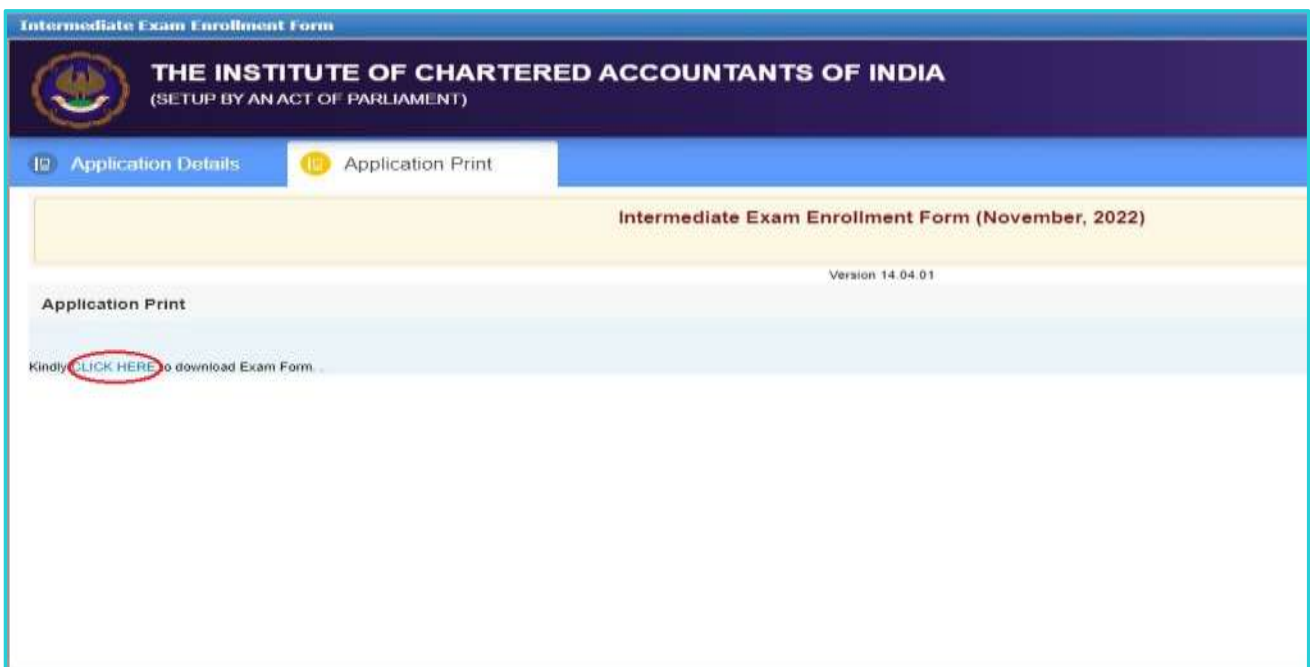 Intermediate Exam Enrollment Form
THE INSTITUTE OF CHARTERED ACCOUNTANTS OF INDIA
(SETUP BY AN ACT OF PARLIAMENT)
Application Details
Application Print
Intermediate Exam Enrollment Form (November, 2022)
Version 14.04.01
Application Print
Kindly CLICK HERE to download Exam Form. .